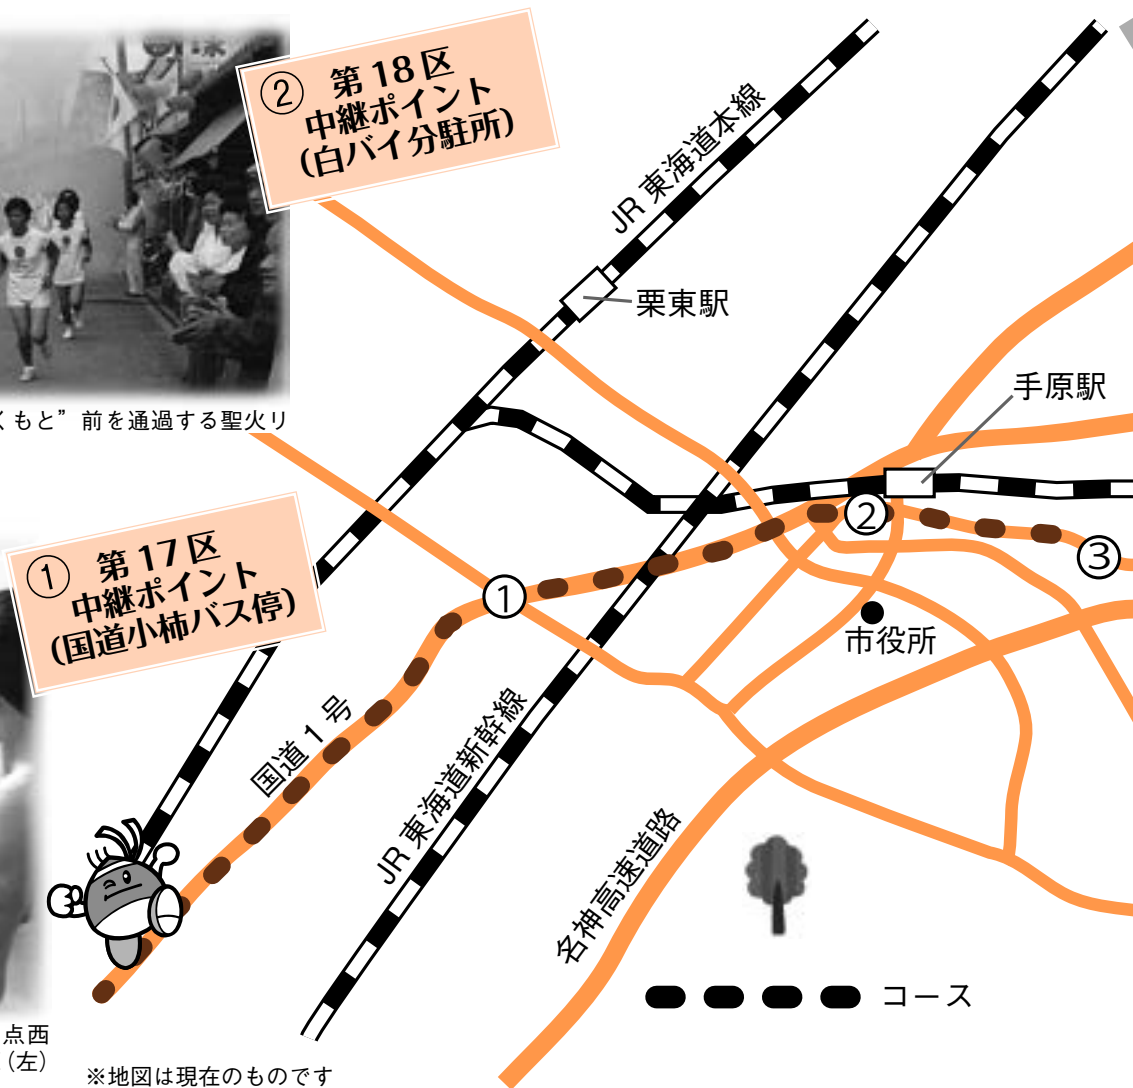 ② 第18区
中継ポイント
(白バイ分駐所)
JR東海道本線
栗東駅
手原駅
くもと”前を通過する聖火リ
① 第17区
中継ポイント
(国道小柿バス停)
②
③
①
市役所
国道1号
JR東海道新幹線
名神高速道路
コース
点西
(左)
※地図は現在のものです